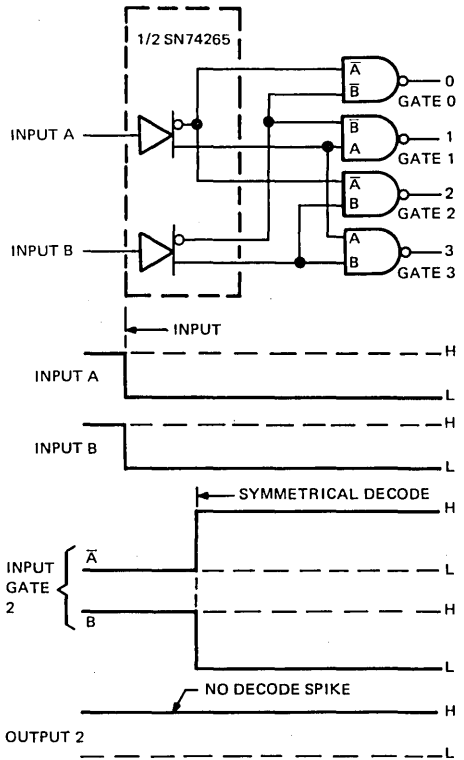 1/2 SN74265
INPUT A
INPUT B
A̅
B̅
0
GATE 0
B̅
A
1
GATE 1
A̅
B
2
GATE 2
A
B
3
GATE 3
INPUT
INPUT A
H
L
INPUT B
H
L
SYMMETRICAL DECODE
INPUT
GATE
2
A̅
H
L
B
H
L
NO DECODE SPIKE
OUTPUT 2
H
L